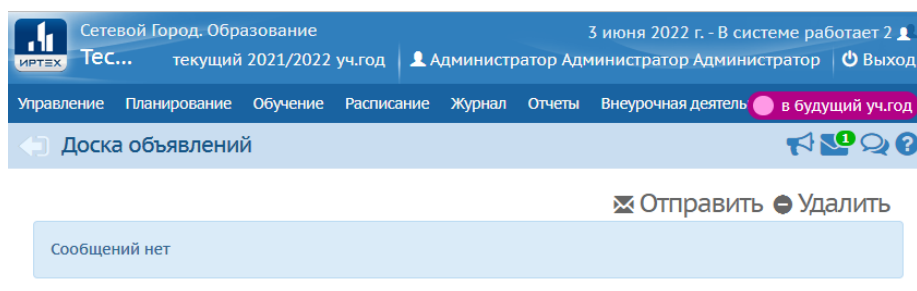 Сетевой Город. Образование
3 июня 2022 г. - В системе работает 2
ИРТЕХ
Тес...
текущий 2021/2022 уч.год
Администратор Администратор Администратор
Выход
Управление Планирование Обучение Расписание Журнал Отчеты Внеурочная деятель в будущий уч.год
Доска объявлений
1
?
Отправить Удалить
Сообщений нет